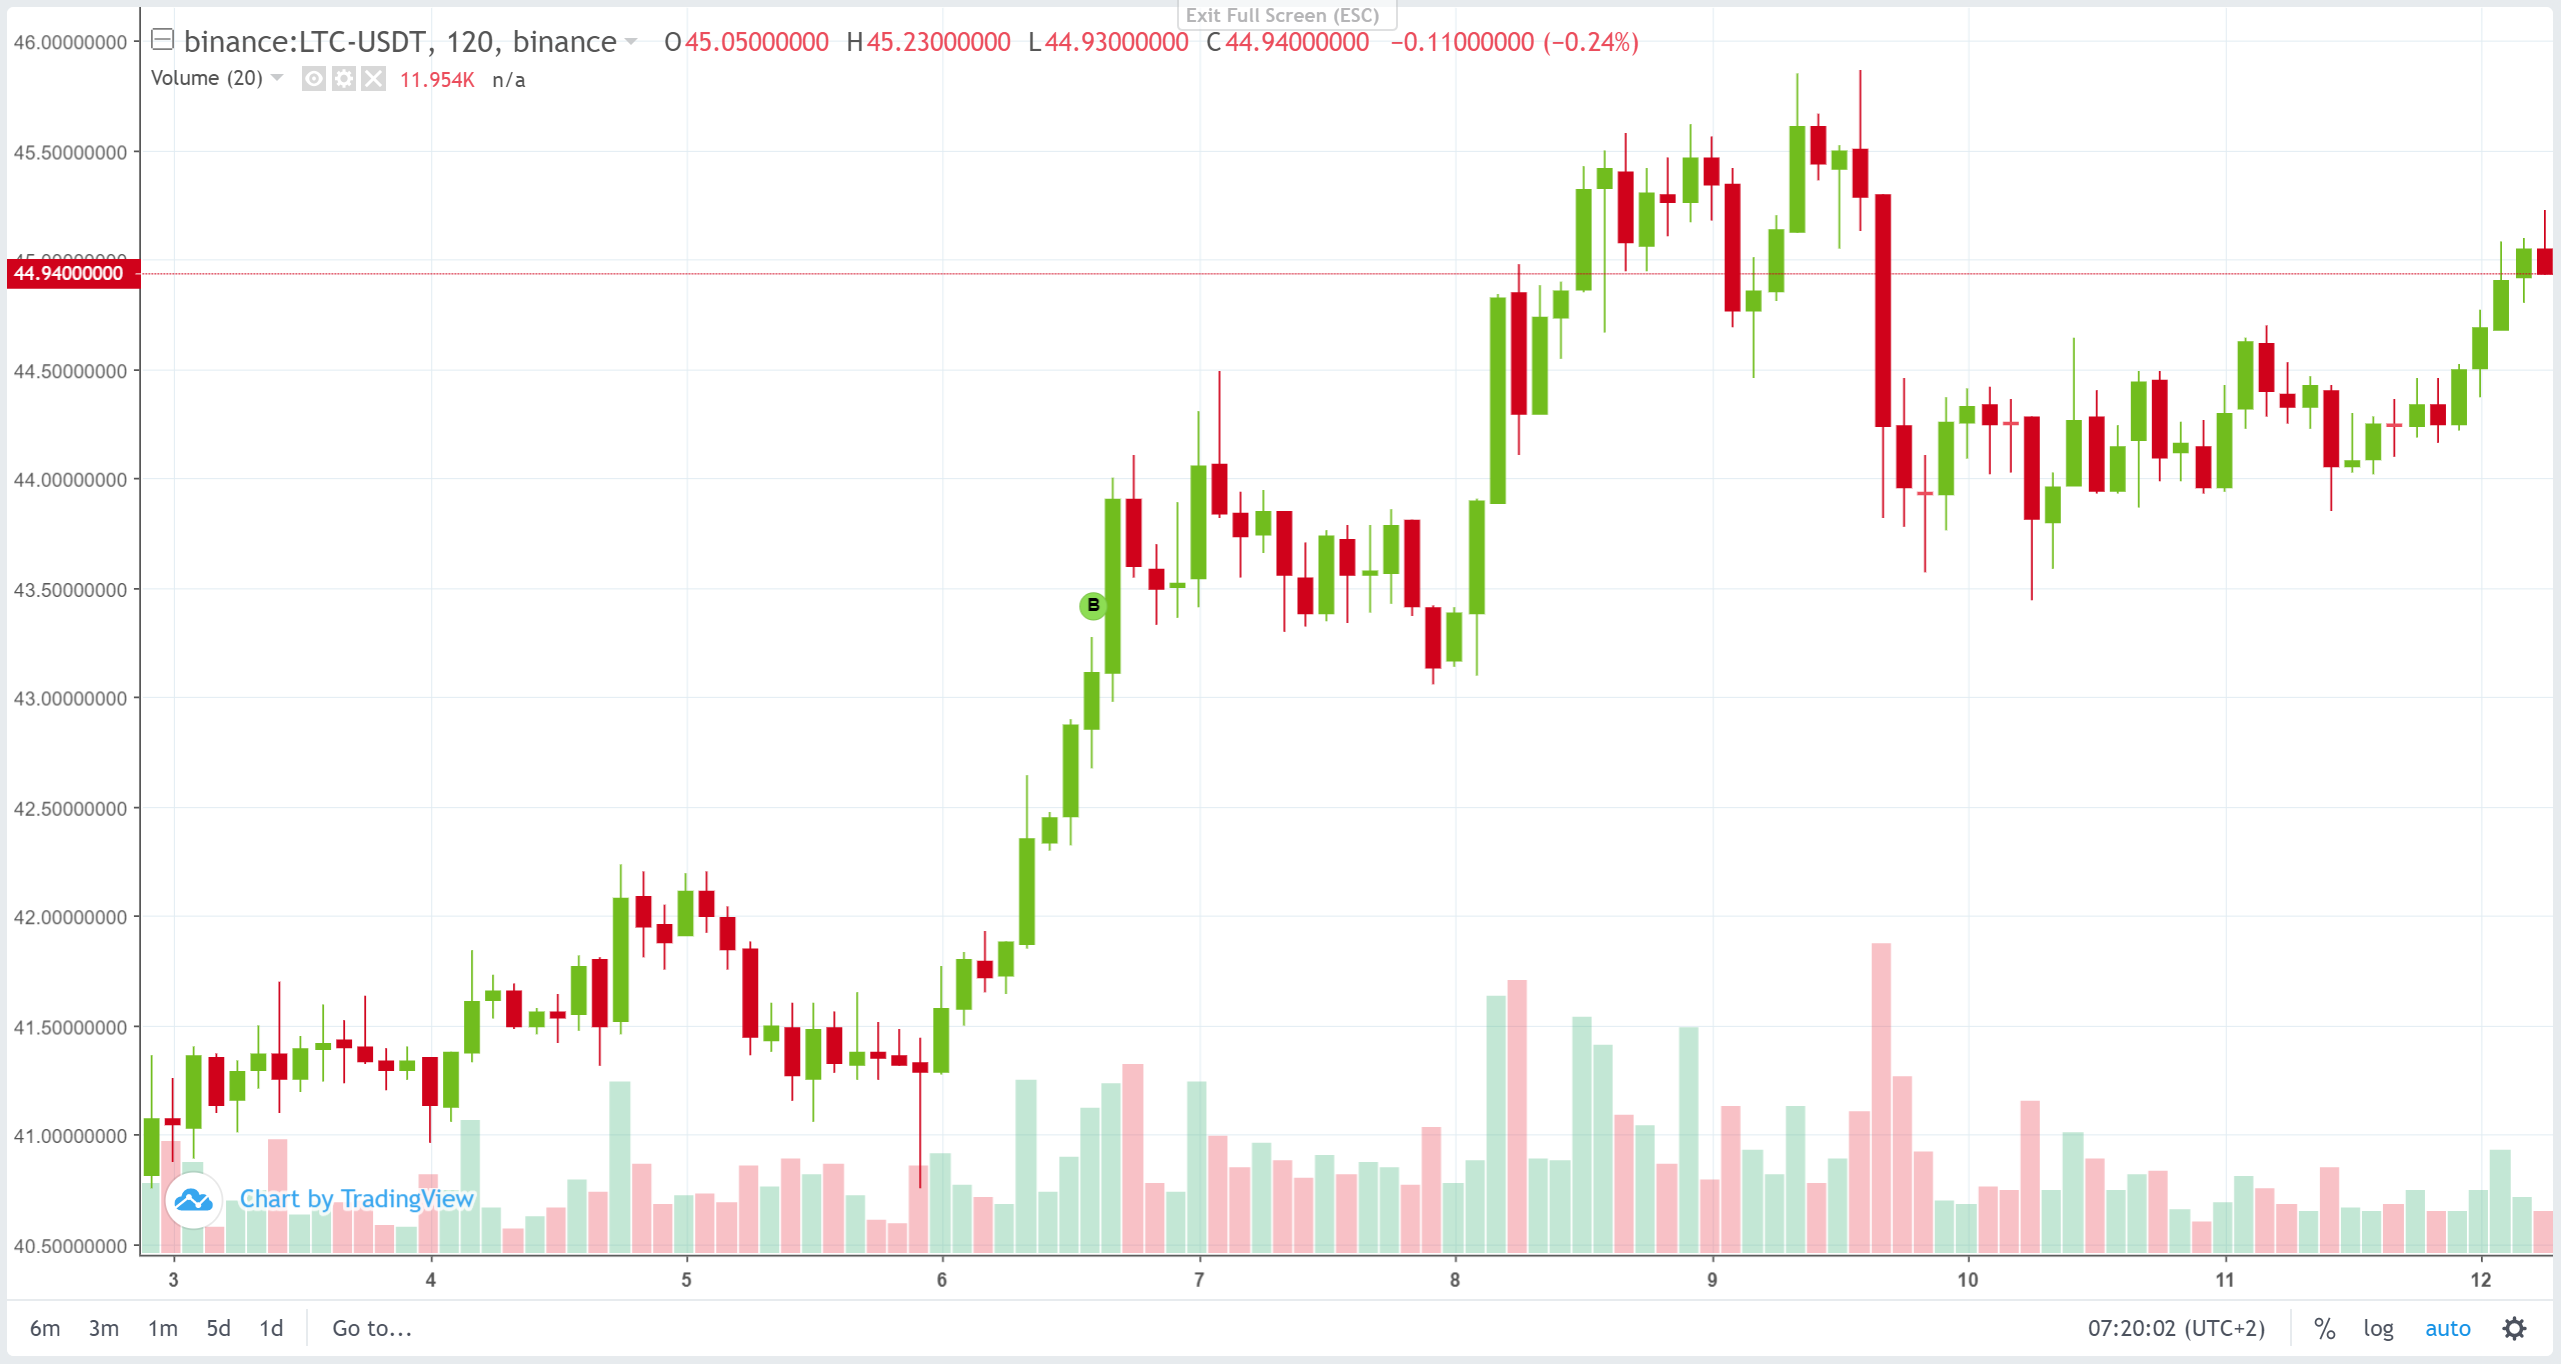 Exit Full Screen (ESC)
binance:LTC-USDT, 120, binance O45.05000000 H45.23000000 L44.93000000 C44.94000000 −0.11000000 (−0.24%)
Volume (20) 11.954K n/a
46.00000000
45.50000000
45.00000000
44.94000000
44.50000000
44.00000000
43.50000000
43.00000000
42.50000000
42.00000000
41.50000000
41.00000000
40.50000000
B
Chart by TradingView
3 4 5 6 7 8 9 10 11 12
6m 3m 1m 5d 1d Go to... 07:20:02 (UTC+2) % log auto